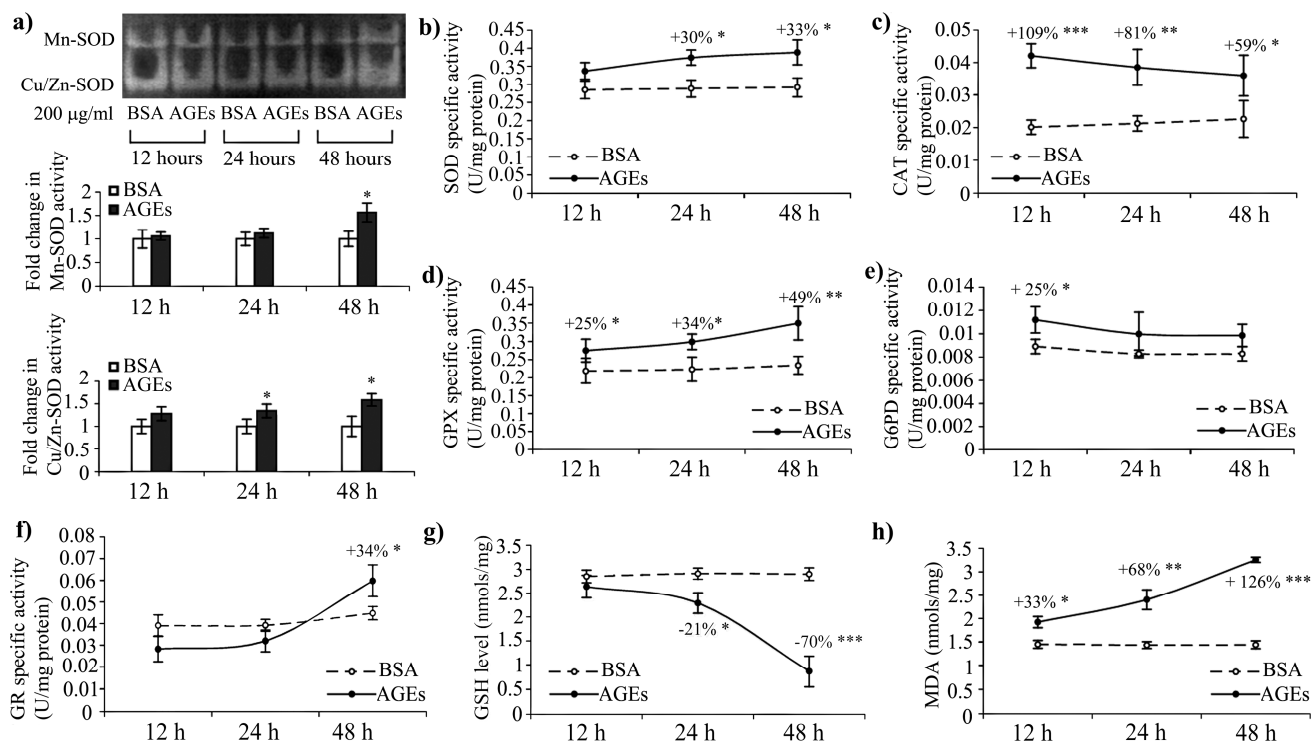 a)
Mn-SOD
Cu/Zn-SOD
200 µg/ml BSA AGEs BSA AGEs BSA AGEs
12 hours 24 hours 48 hours
Fold change in
Mn-SOD activity
2
1.5
1
0.5
0
BSA
AGEs
*
12 h 24 h 48 h
Fold change in
Cu/Zn-SOD activity
2
1.5
1
0.5
0
BSA
AGEs
* *
12 h 24 h 48 h
b)
SOD specific activity
(U/mg protein)
0.45
0.4
0.35
0.3
0.25
0.2
0.15
0.1
0.05
0
+30% * +33% *
BSA
AGEs
12 h 24 h 48 h
c)
CAT specific activity
(U/mg protein)
0.05
0.04
0.03
0.02
0.01
0
+109% *** +81% ** +59% *
BSA
AGEs
12 h 24 h 48 h
d)
GPX specific activity
(U/mg protein)
0.45
0.4
0.35
0.3
0.25
0.2
0.15
0.1
0.05
0
+25% * +34%* +49% **
BSA
AGEs
12 h 24 h 48 h
e)
G6PD specific activity
(U/mg protein)
0.014
0.012
0.01
0.008
0.006
0.004
0.002
0
+ 25% *
BSA
AGEs
12 h 24 h 48 h
f)
GR specific activity
(U/mg protein)
0.08
0.07
0.06
0.05
0.04
0.03
0.02
0.01
0
+34% *
BSA
AGEs
12 h 24 h 48 h
g)
GSH level (nmols/mg)
3.5
3
2.5
2
1.5
1
0.5
0
-21% * -70% ***
BSA
AGEs
12 h 24 h 48 h
h)
MDA (nmols/mg)
3.5
3
2.5
2
1.5
1
0.5
0
+33% * +68% ** + 126% ***
BSA
AGEs
12 h 24 h 48 h